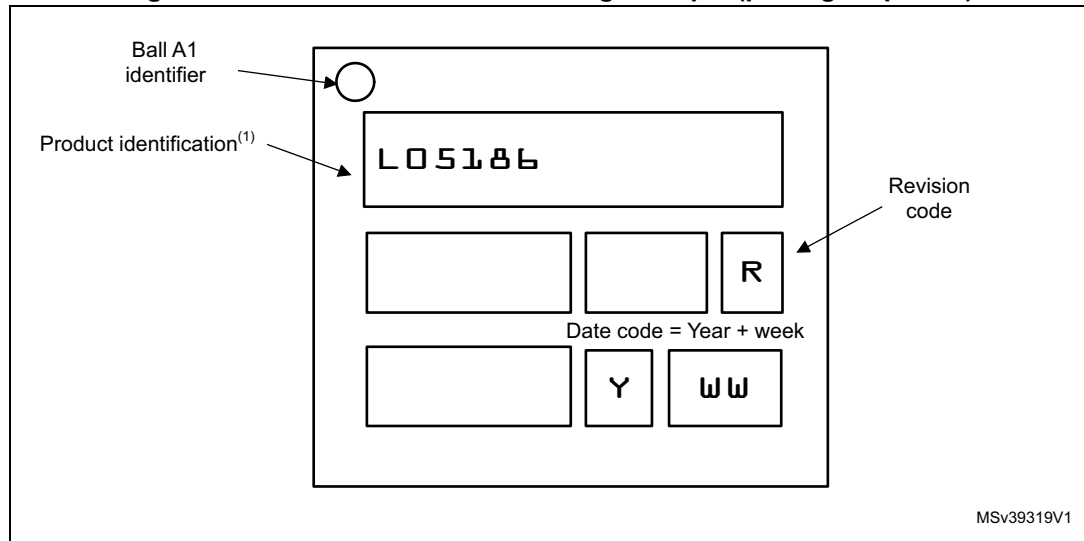 Ball A1
identifier
Product identification(1)
L05186
Revision
code
R
Date code = Year + week
Y WW
MSv39319V1